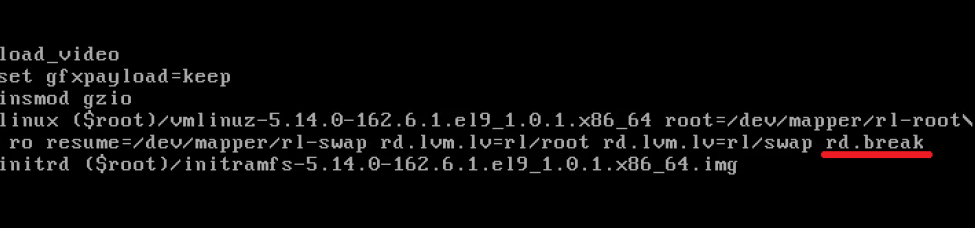 load_video
set gfxpayload=keep
insmod gzio
linux ($root)/vmlinuz-5.14.0-162.6.1.el9_1.0.1.x86_64 root=/dev/mapper/rl-root\
ro resume=/dev/mapper/rl-swap rd.lvm.lv=rl/root rd.lvm.lv=rl/swap rd.break
initrd ($root)/initramfs-5.14.0-162.6.1.el9_1.0.1.x86_64.img